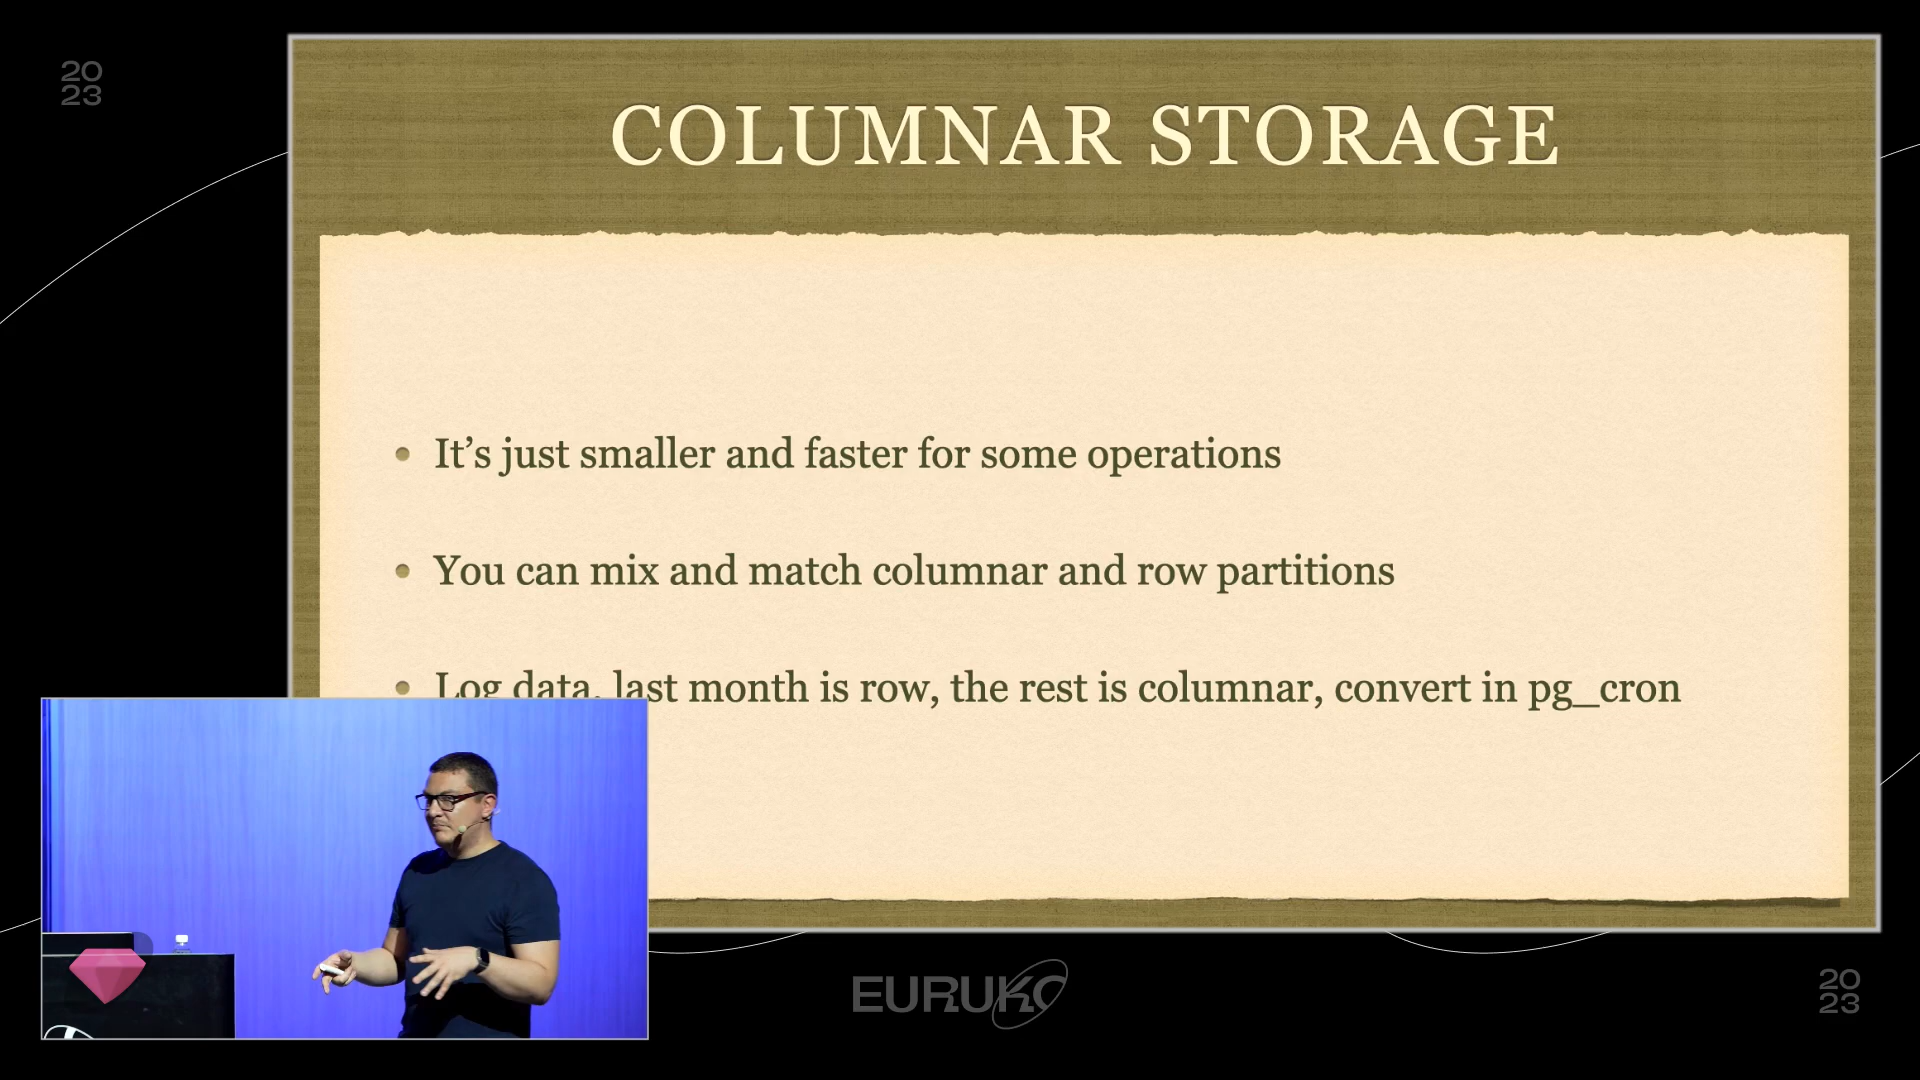 20
23
COLUMNAR STORAGE
It’s just smaller and faster for some operations
You can mix and match columnar and row partitions
Log data, last month is row, the rest is columnar, convert in pg_cron
EURUKO
20
23